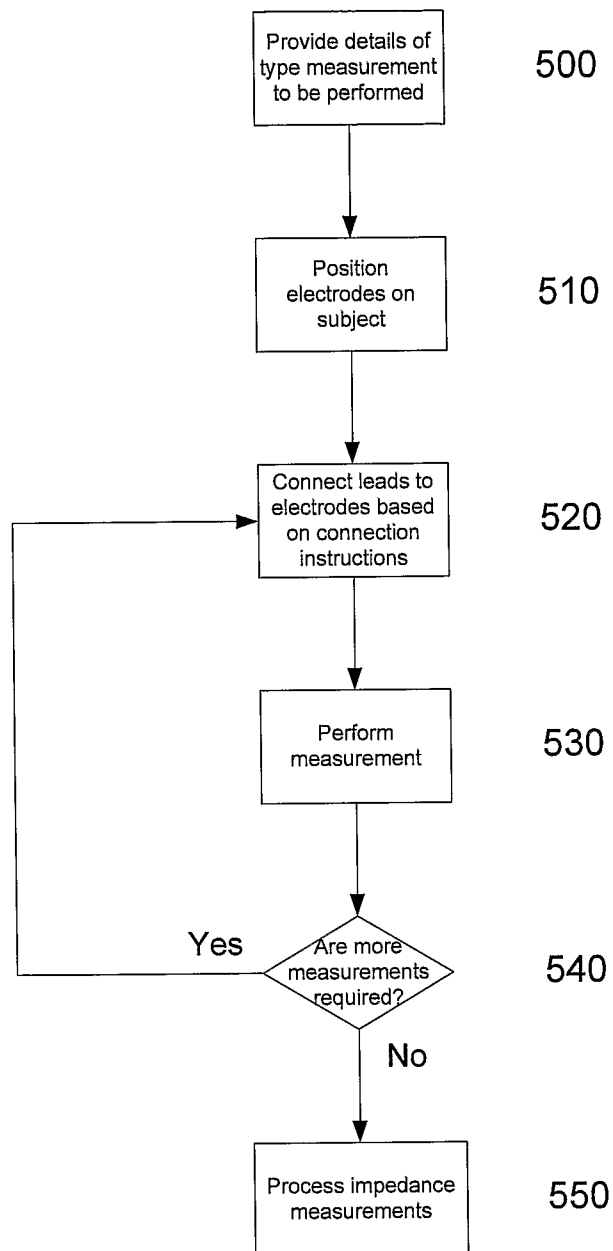 Provide details of
type measurement
to be performed
500
Position
electrodes on
subject
510
Connect leads to
electrodes based
on connection
instructions
520
Perform
measurement
530
Yes
Are more
measurements
required?
540
No
Process impedance
measurements
550